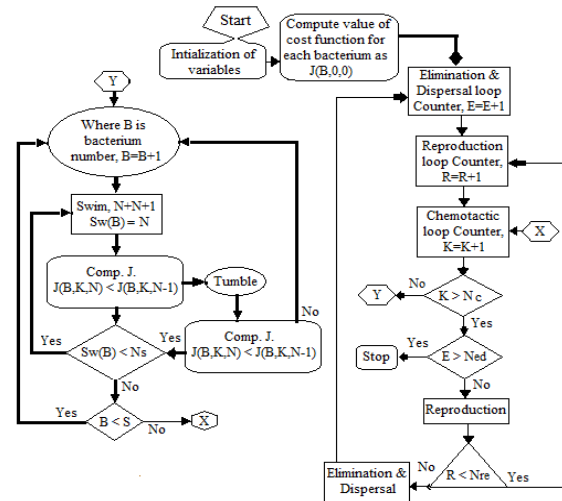 Start
Intialization of
variables
Compute value of
cost function for
each bacterium as
J(B,0,0)
Elimination &
Dispersal loop
Counter, E=E+1
Reproduction
loop Counter,
R=R+1
Chemotactic
loop Counter,
K=K+1
X
K > Nc
No
Y
Yes
E > Ned
Yes
Stop
No
Reproduction
R < Nre
No
Yes
Elimination &
Dispersal
Y
Where B is
bacterium
number, B=B+1
Swim, N+N+1
Sw(B) = N
Comp. J.
J(B,K,N) < J(B,K,N-1)
Tumble
No
Comp. J.
J(B,K,N) < J(B,K,N-1)
Yes
Sw(B) < Ns
Yes
No
B < S
Yes
No
X